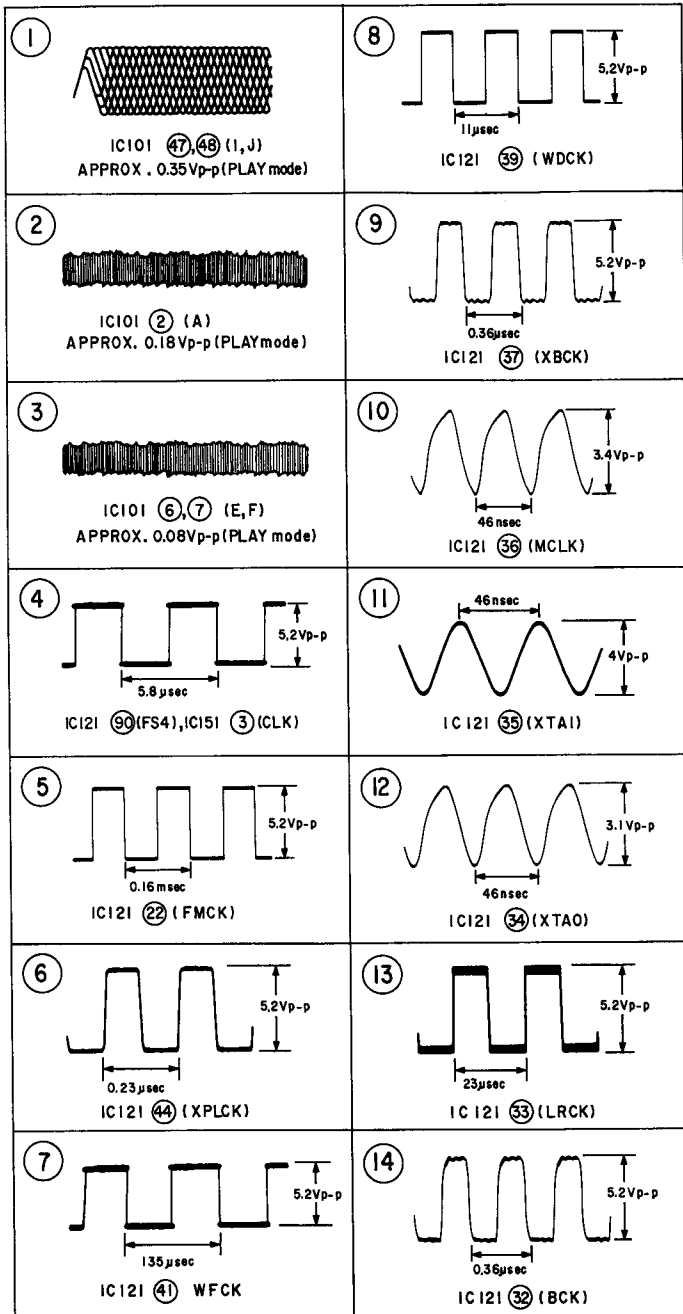 1
IC101 47,48 (I,J)
APPROX. 0.35Vp-p(PLAY mode)
2
IC101 2 (A)
APPROX. 0.18Vp-p(PLAY mode)
3
IC101 6,7 (E,F)
APPROX. 0.08Vp-p(PLAY mode)
4
5,2Vp-p
5.8µsec
IC121 90(FS4),IC151 3(CLK)
5
5.2Vp-p
0.16msec
IC121 22 (FMCK)
6
5,2Vp-p
0.23µsec
IC121 44 (XPLCK)
7
5.2Vp-p
135µsec
IC121 41 WFCK
8
5,2Vp-p
11µsec
IC121 39 (WDCK)
9
5.2Vp-p
0.36µsec
IC121 37 (XBCK)
10
3.4Vp-p
46nsec
IC121 36 (MCLK)
11
46nsec
4Vp-p
IC121 35 (XTAI)
12
3.1Vp-p
46nsec
IC121 34 (XTAO)
13
5.2Vp-p
23µsec
IC121 33 (LRCK)
14
5.2Vp-p
0,36µsec
IC121 32 (BCK)